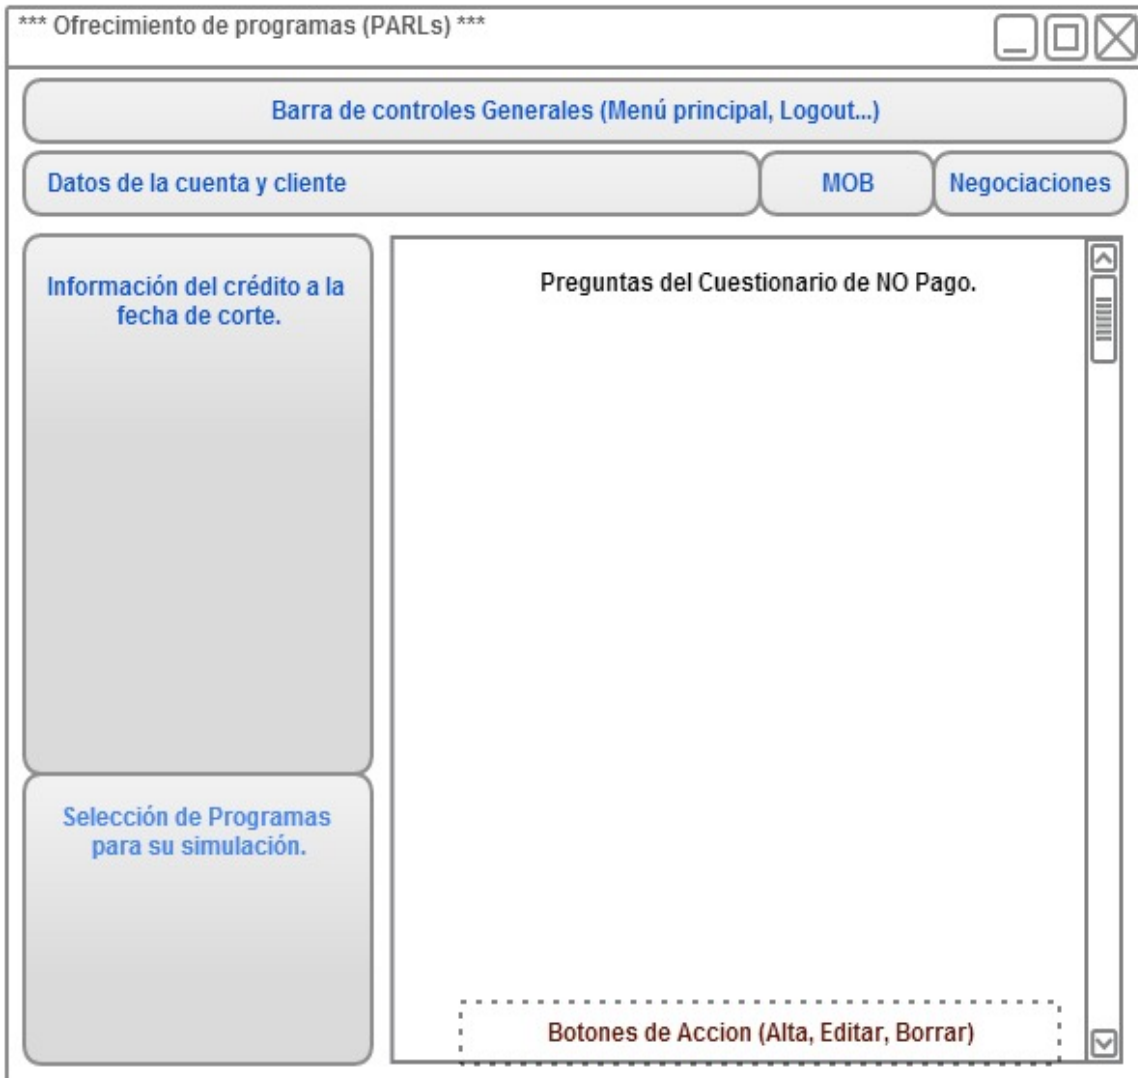 *** Ofrecimiento de programas (PARLs) ***
Barra de controles Generales (Menú principal, Logout...)
Datos de la cuenta y cliente
MOB
Negociaciones
Información del crédito a la
fecha de corte.
Preguntas del Cuestionario de NO Pago.
Selección de Programas
para su simulación.
Botones de Accion (Alta, Editar, Borrar)